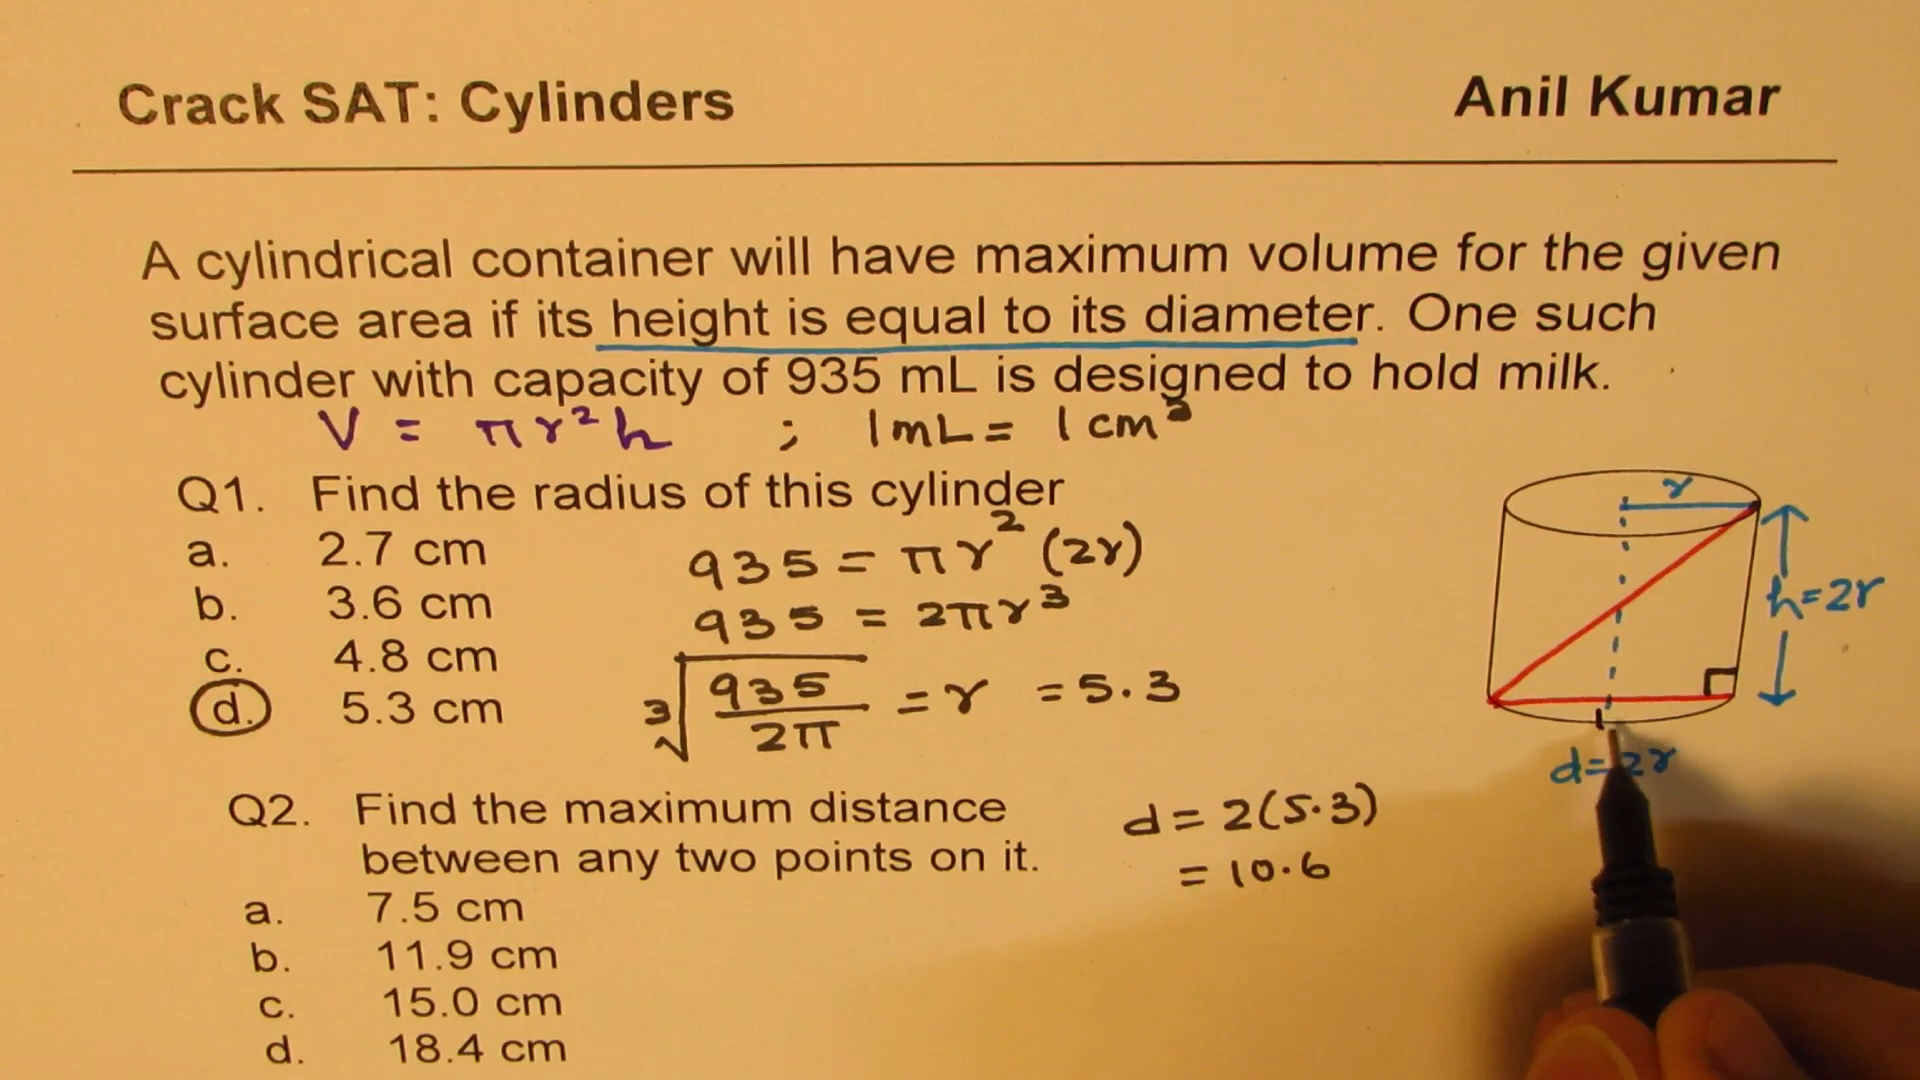 Crack SAT: Cylinders
Anil Kumar
A cylindrical container will have maximum volume for the given
surface area if its height is equal to its diameter. One such
cylinder with capacity of 935 mL is designed to hold milk.
V = πr²h ; 1mL = 1cm³
Q1. Find the radius of this cylinder
a. 2.7 cm
b. 3.6 cm
c. 4.8 cm
d. 5.3 cm
935 = πr²(2r)
935 = 2πr³
∛(935/2π) = r = 5.3
r
h=2r
d=2r
Q2. Find the maximum distance
between any two points on it.
a. 7.5 cm
b. 11.9 cm
c. 15.0 cm
d. 18.4 cm
d = 2(5.3)
= 10.6